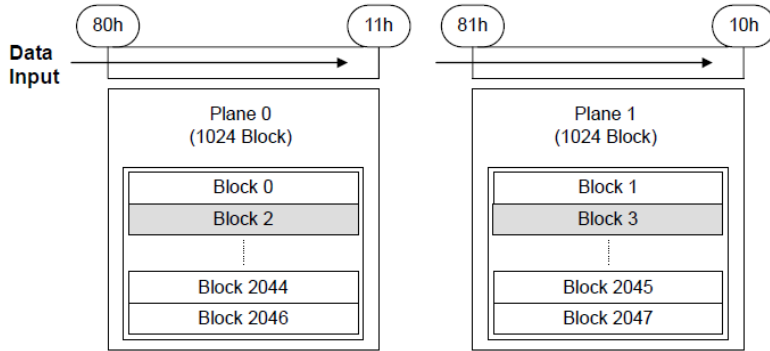 80h
11h
81h
10h
Data
Input
Plane 0
(1024 Block)
Plane 1
(1024 Block)
Block 0
Block 2
Block 2044
Block 2046
Block 1
Block 3
Block 2045
Block 2047